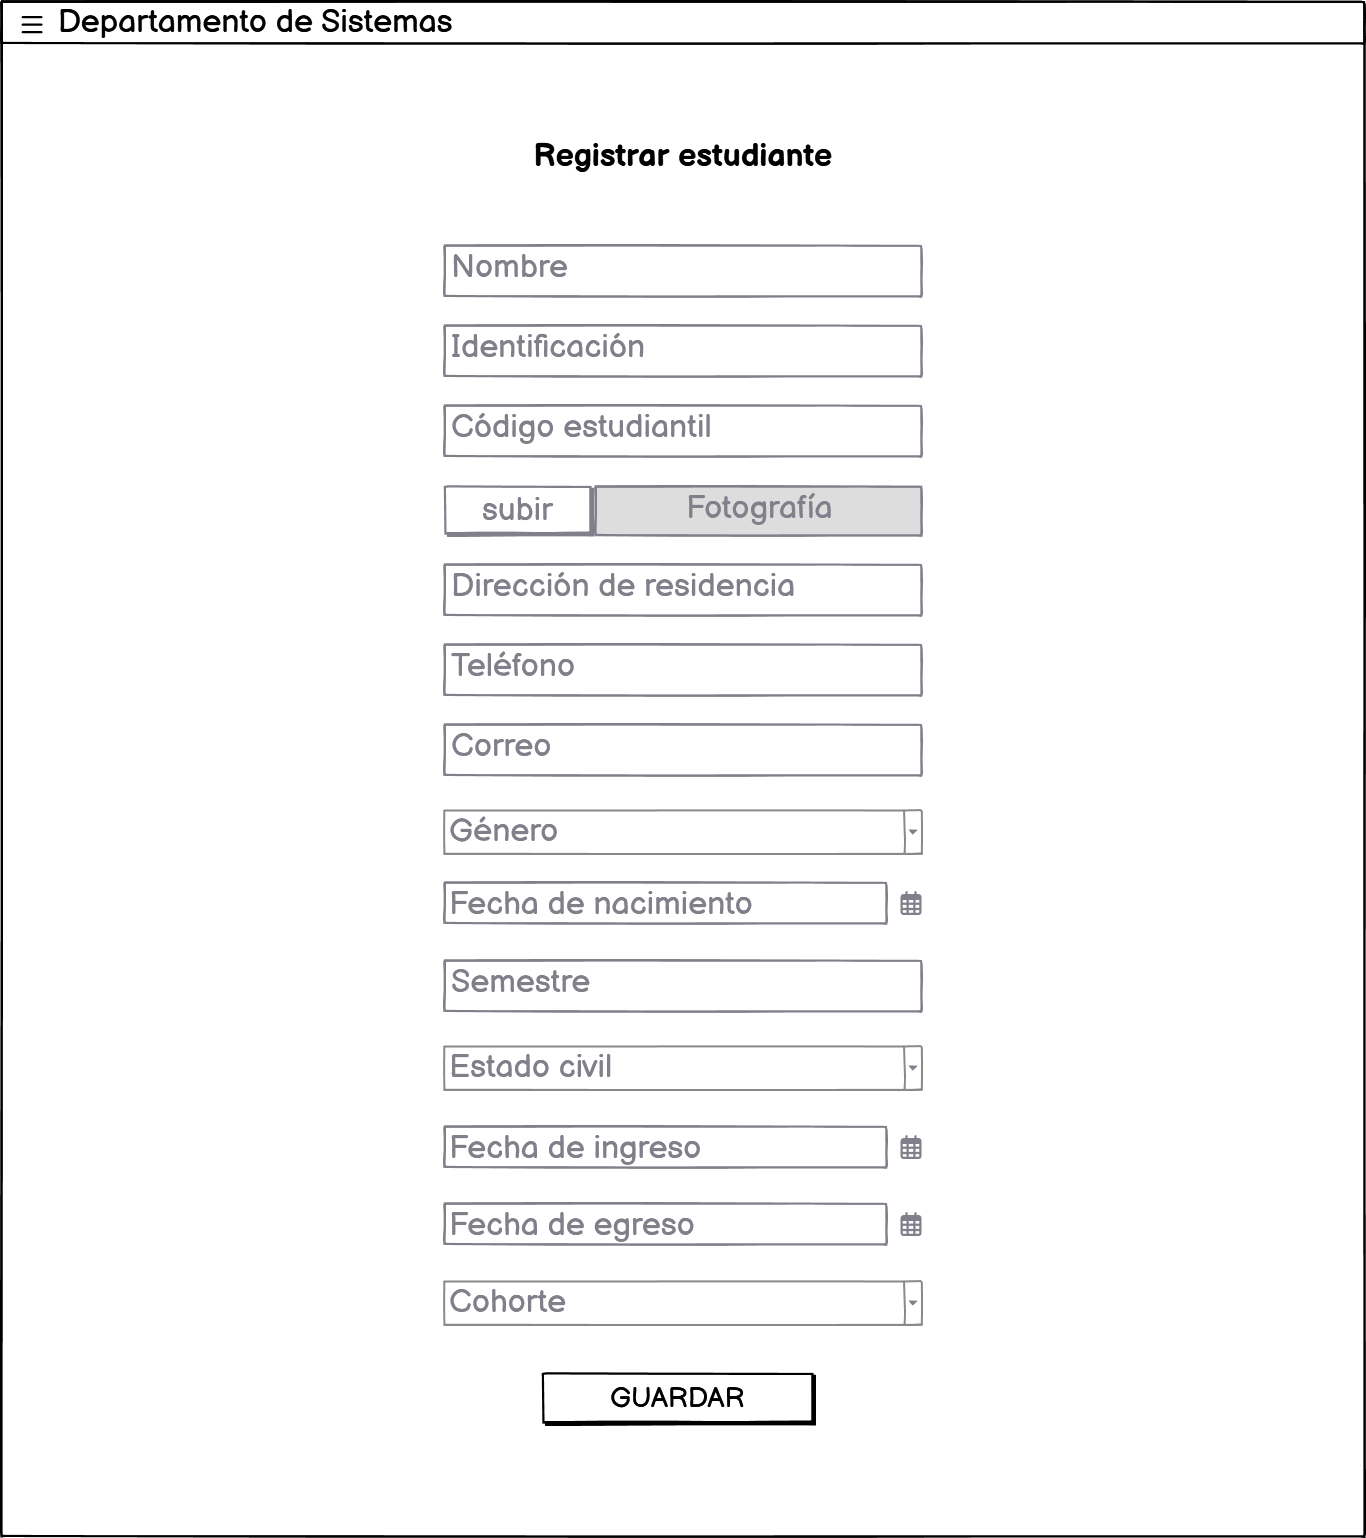 Departamento de Sistemas
Registrar estudiante
Nombre
Identificación
Código estudiantil
subir Fotografía
Dirección de residencia
Teléfono
Correo
Género
Fecha de nacimiento
Semestre
Estado civil
Fecha de ingreso
Fecha de egreso
Cohorte
GUARDAR